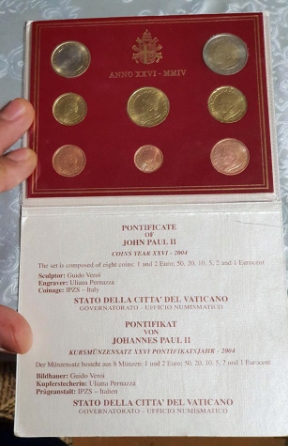 ANNO XXVI - MMIV
PONTIFICATE
OF
JOHN PAUL II
COINS YEAR XXVI - 2004
The set is composed of eight coins: 1 und 2 Euro; 50, 20, 10, 5, 2 und 1 Eurocent
Sculptor: Guido Veroi
Engraver: Uliana Pernazza
Coinage: IPZS – Italy
STATO DELLA CITTA' DEL VATICANO
GOVERNATORATO - UFFICIO NUMISMATICO
PONTIFIKAT
VON
JOHANNES PAUL II
KURSMÜNZENSATZ XXVI PONTIFIKATSJAHR - 2004
Der Münzensatz besteht aus 8 Münzen: 1 und 2 Euro; 50, 20, 10, 5, 2 und 1 Eurocent
Bildhauer: Guido Veroi
Kupferstecherin: Uliana Pernazza
Prägeanstalt: IPZS – Italien
STATO DELLA CITTA' DEL VATICANO
GOVERNATORATO - UFFICIO NUMISMATICO